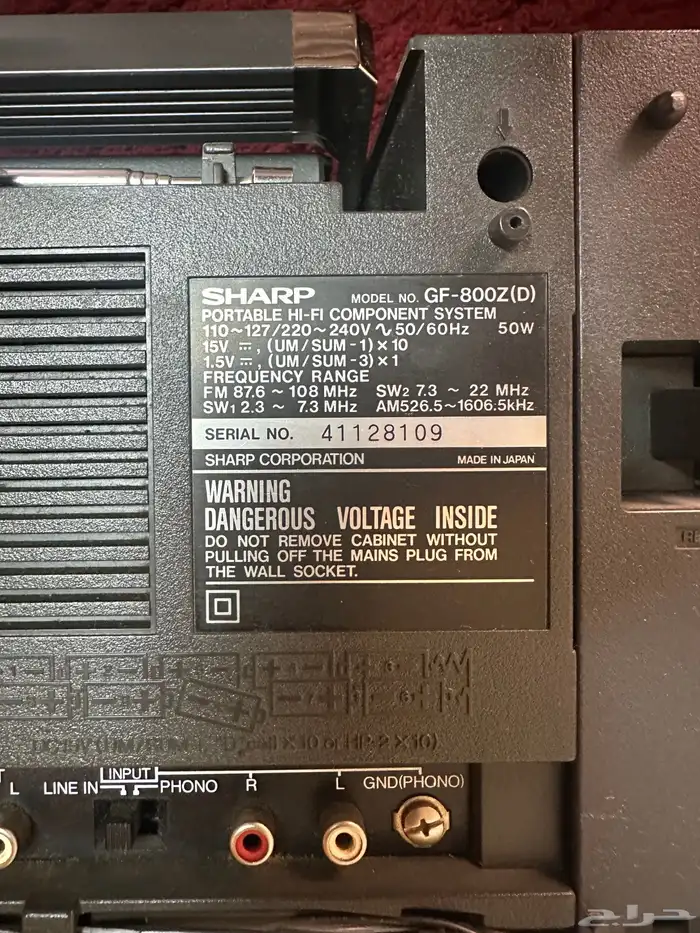 SHARP MODEL NO. GF-800Z(D)
PORTABLE HI-FI COMPONENT SYSTEM
110~127/220~240V ∿ 50/60Hz 50W
15V ⎓, (UM/SUM-1)×10
1.5V ⎓, (UM/SUM-3)×1
FREQUENCY RANGE
FM 87.6 ~ 108 MHz SW2 7.3 ~ 22 MHz
SW1 2.3 ~ 7.3 MHz AM526.5~1606.5kHz
SERIAL NO. 41128109
SHARP CORPORATION MADE IN JAPAN
WARNING
DANGEROUS VOLTAGE INSIDE
DO NOT REMOVE CABINET WITHOUT
PULLING OFF THE MAINS PLUG FROM
THE WALL SOCKET.
INPUT
L LINE IN PHONO R L GND(PHONO)
حراج